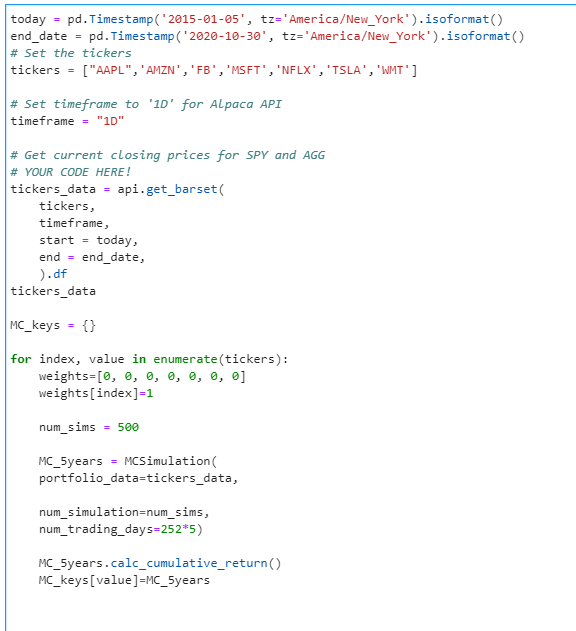 today = pd.Timestamp('2015-01-05', tz='America/New_York').isoformat()
end_date = pd.Timestamp('2020-10-30', tz='America/New_York').isoformat()
# Set the tickers
tickers = ["AAPL",'AMZN','FB','MSFT','NFLX','TSLA','WMT']

# Set timeframe to '1D' for Alpaca API
timeframe = "1D"

# Get current closing prices for SPY and AGG
# YOUR CODE HERE!
tickers_data = api.get_barset(
    tickers,
    timeframe,
    start = today,
    end = end_date,
    ).df
tickers_data

MC_keys = {}

for index, value in enumerate(tickers):
    weights=[0, 0, 0, 0, 0, 0, 0]
    weights[index]=1

    num_sims = 500

    MC_5years = MCSimulation(
    portfolio_data=tickers_data,

    num_simulation=num_sims,
    num_trading_days=252*5)

    MC_5years.calc_cumulative_return()
    MC_keys[value]=MC_5years